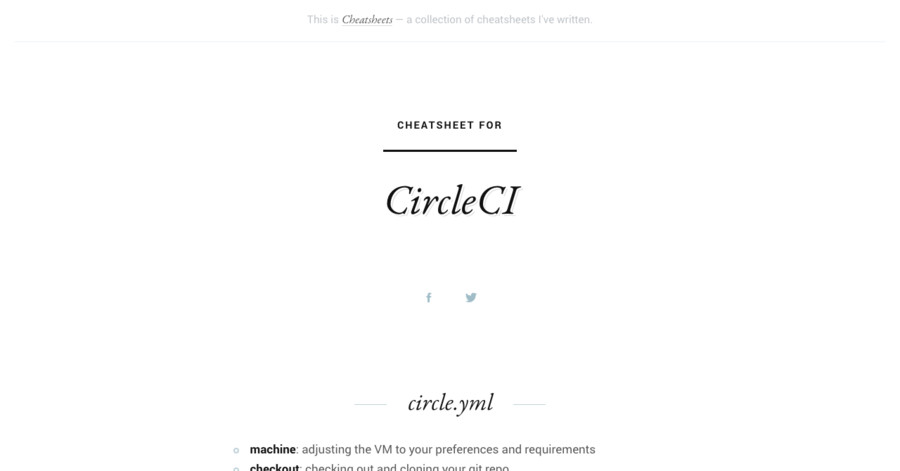 This is Cheatsheets — a collection of cheatsheets I've written.
CHEATSHEET FOR
CircleCI
circle.yml
machine: adjusting the VM to your preferences and requirements
checkout: checking out and cloning your git repo